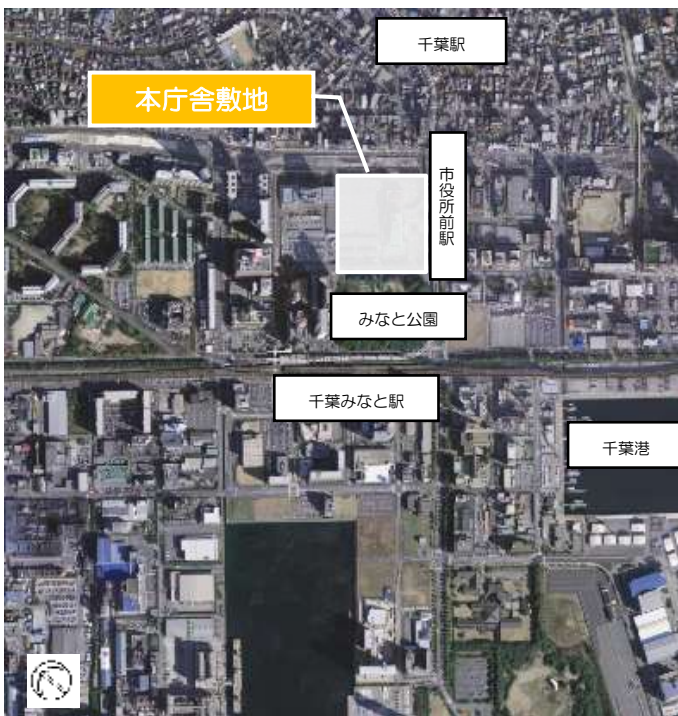 千葉駅
本庁舎敷地
市役所前駅
みなと公園
千葉みなと駅
千葉港